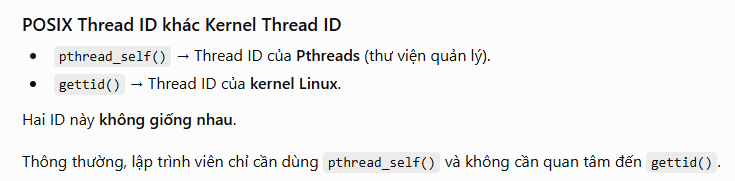 POSIX Thread ID khác Kernel Thread ID
• pthread_self() → Thread ID của Pthreads (thư viện quản lý).
• gettid() → Thread ID của kernel Linux.
Hai ID này không giống nhau.
Thông thường, lập trình viên chỉ cần dùng pthread_self() và không cần quan tâm đến gettid().